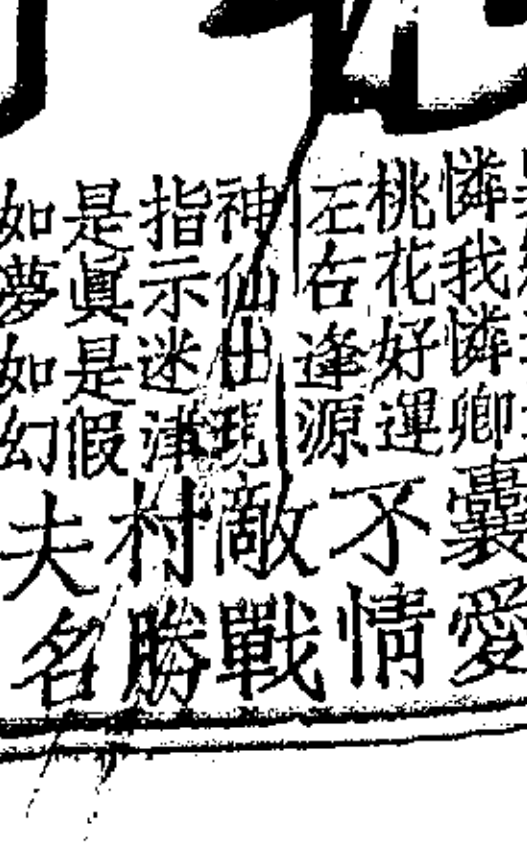 憐我憐卿
桃花好運
左右逢源
神仙出現
指示迷津
是真是假
如夢如幻
囊不敵村夫
愛情戰勝名